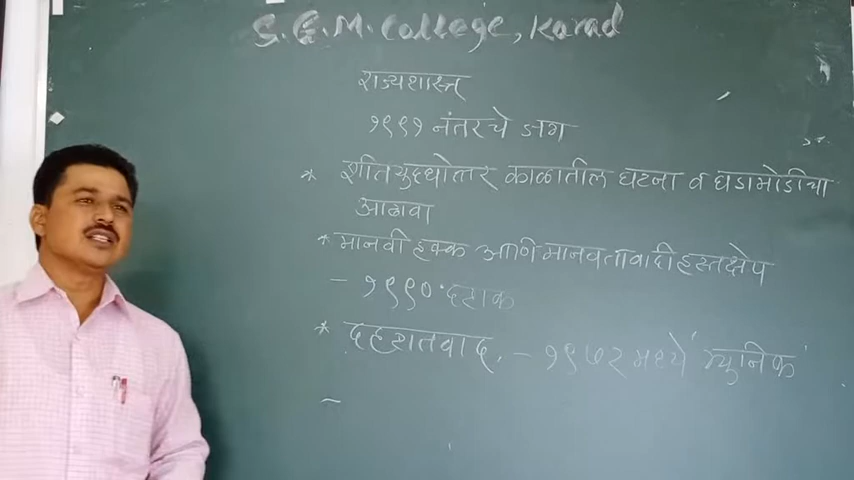 S.G.M. College, Karad
राज्यशास्त्र
१९९१ नंतरचे जग
* शीतयुद्धोत्तर काळातील घटना व घडामोडींचा
आढावा
* मानवी हक्क आणि मानवतावादी हस्तक्षेप
- १९९० दशक
* दहशतवाद. - १९७२ मध्ये 'म्युनिक'
-